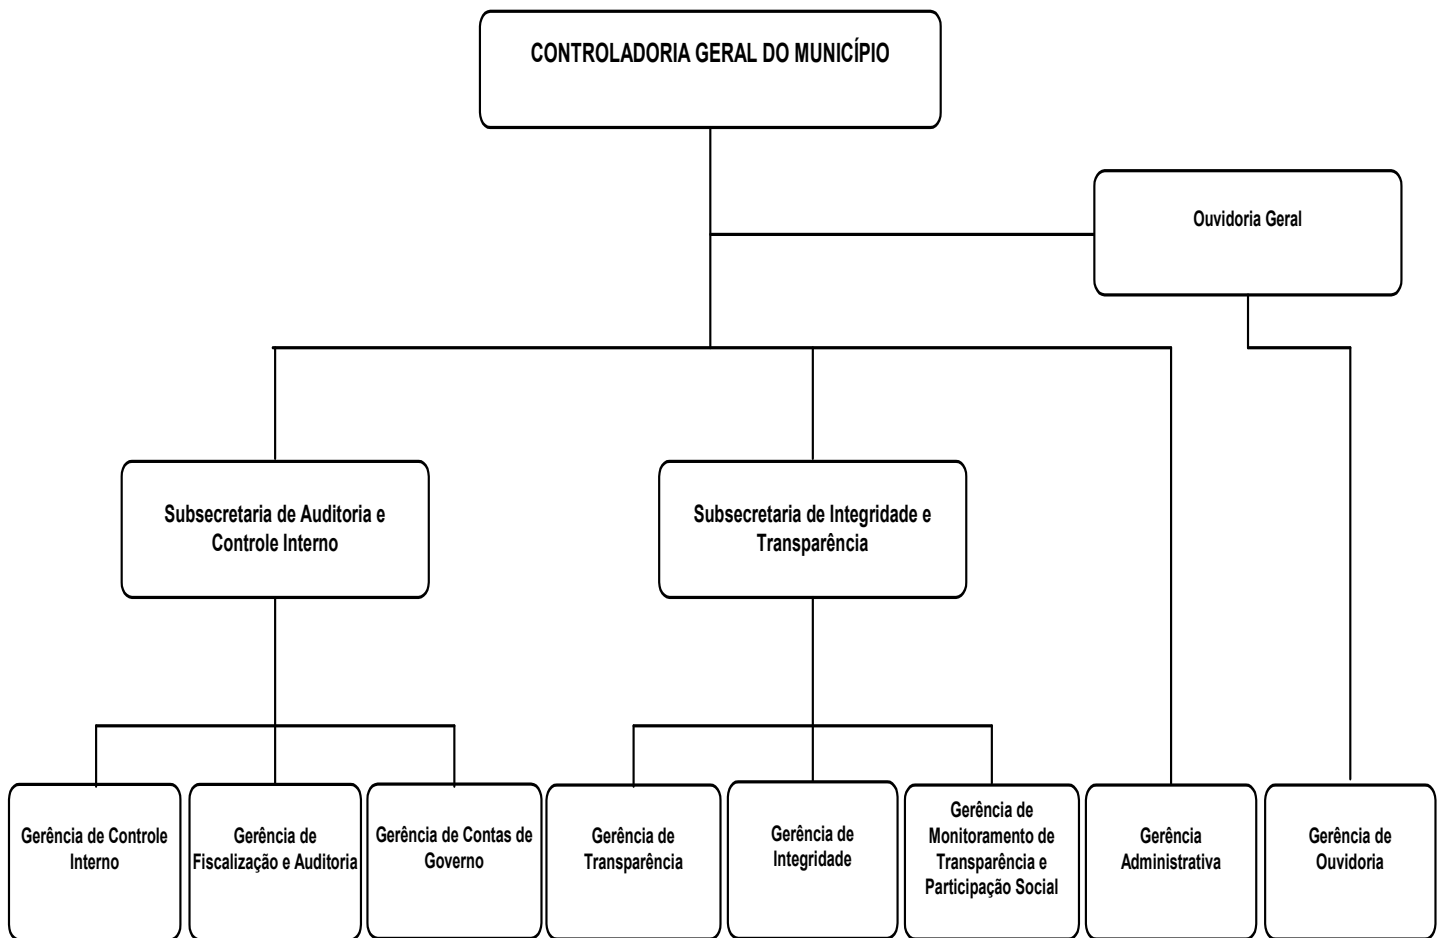 CONTROLADORIA GERAL DO MUNICÍPIO
Ouvidoria Geral
Subsecretaria de Auditoria e
Controle Interno
Subsecretaria de Integridade e
Transparência
Gerência de Controle
Interno
Gerência de
Fiscalização e Auditoria
Gerência de Contas de
Governo
Gerência de
Transparência
Gerência de
Integridade
Gerência de
Monitoramento de
Transparência e
Participação Social
Gerência
Administrativa
Gerência de
Ouvidoria